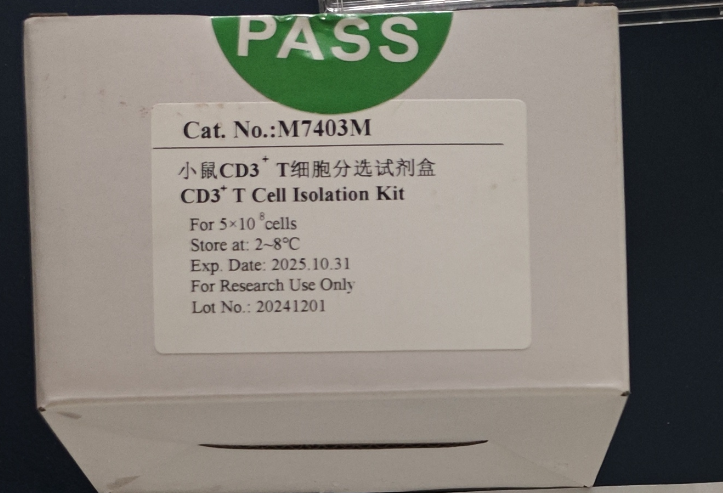 PASS
Cat. No.:M7403M
小鼠CD3⁺ T细胞分选试剂盒
CD3⁺ T Cell Isolation Kit
For 5×10⁸cells
Store at: 2~8℃
Exp. Date: 2025.10.31
For Research Use Only
Lot No.: 20241201